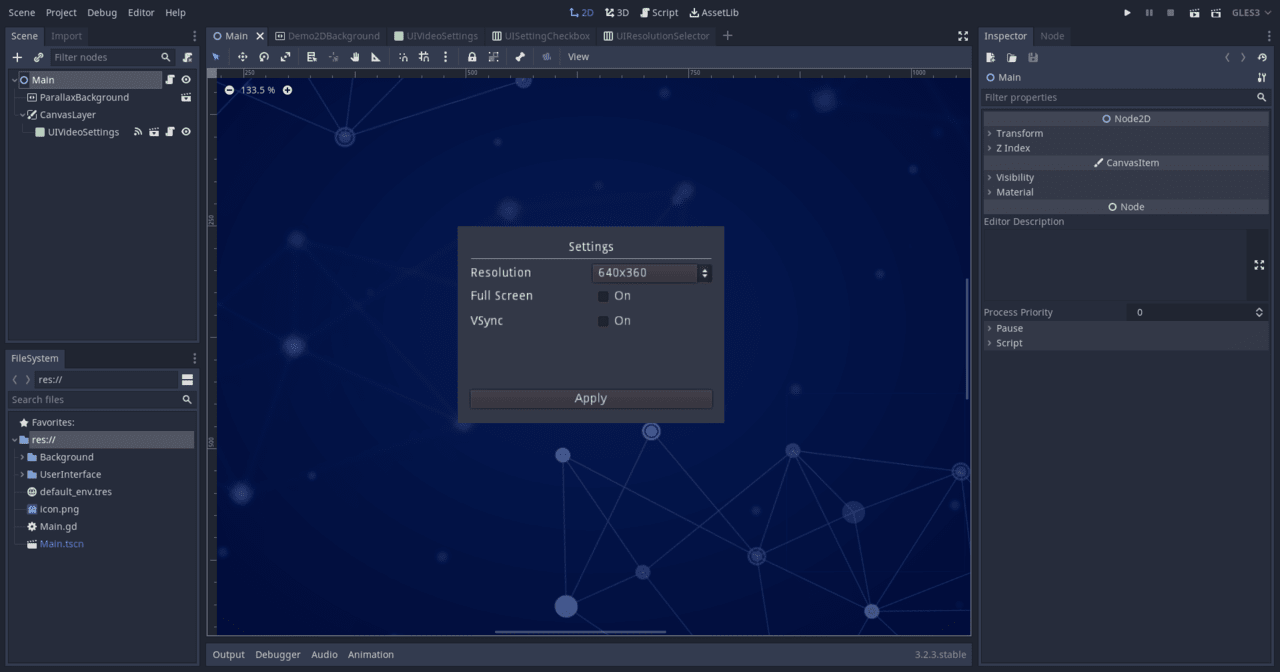 Scene Project Debug Editor Help
2D 3D Script AssetLib
GLES3
Scene Import
Filter nodes
Main
ParallaxBackground
CanvasLayer
UIVideoSettings
FileSystem
res://
Search files
Favorites:
res://
Background
UserInterface
default_env.tres
icon.png
Main.gd
Main.tscn
Main Demo2DBackground UIVideoSettings UISettingCheckbox UIResolutionSelector
View
250 500 750 1000
133.5 %
250
500
Settings
Resolution 640x360
Full Screen On
VSync On
Apply
Output Debugger Audio Animation
3.2.3.stable
Inspector Node
Main
Filter properties
Node2D
Transform
Z Index
CanvasItem
Visibility
Material
Node
Editor Description
Process Priority 0
Pause
Script